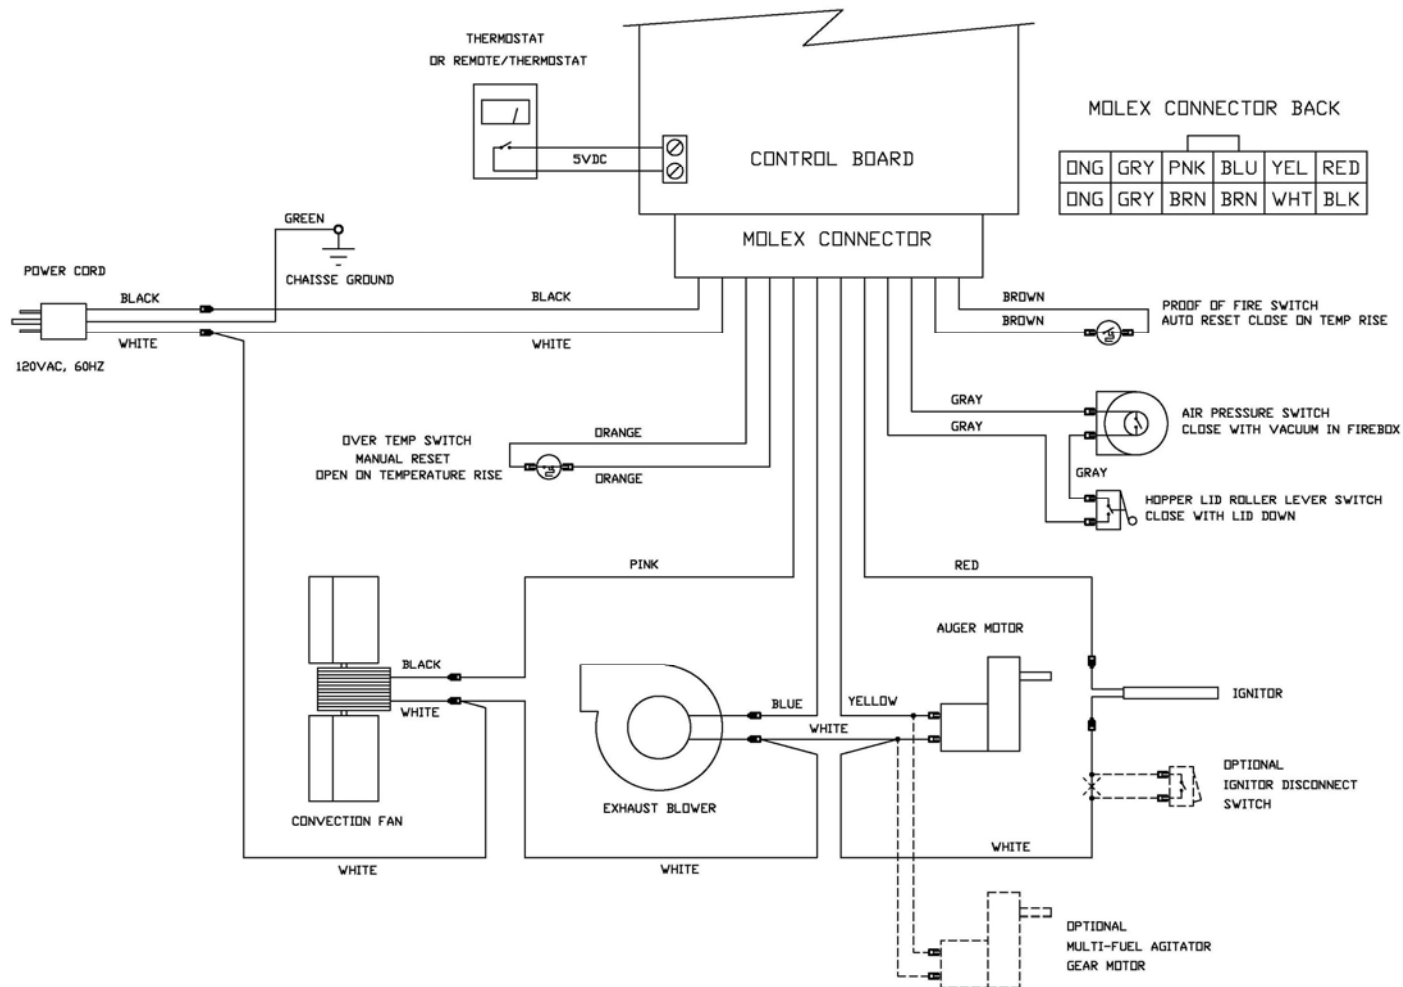 THERMOSTAT
OR REMOTE/THERMOSTAT
5VDC
CONTROL BOARD
MOLEX CONNECTOR
MOLEX CONNECTOR BACK
ONG GRY PNK BLU YEL RED
ONG GRY BRN BRN WHT BLK
GREEN
CHAISSE GROUND
POWER CORD
BLACK
WHITE
120VAC, 60HZ
BLACK
WHITE
BROWN
BROWN
PROOF OF FIRE SWITCH
AUTO RESET CLOSE ON TEMP RISE
GRAY
GRAY
AIR PRESSURE SWITCH
CLOSE WITH VACUUM IN FIREBOX
GRAY
HOPPER LID ROLLER LEVER SWITCH
CLOSE WITH LID DOWN
OVER TEMP SWITCH
MANUAL RESET
OPEN ON TEMPERATURE RISE
ORANGE
ORANGE
PINK
RED
BLACK
WHITE
CONVECTION FAN
BLUE
WHITE
EXHAUST BLOWER
YELLOW
AUGER MOTOR
IGNITOR
OPTIONAL
IGNITOR DISCONNECT
SWITCH
WHITE
WHITE
WHITE
OPTIONAL
MULTI-FUEL AGITATOR
GEAR MOTOR